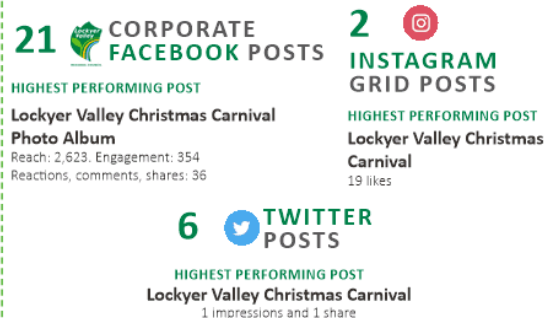 21 Lockyer Valley CORPORATE
FACEBOOK POSTS
HIGHEST PERFORMING POST
Lockyer Valley Christmas Carnival
Photo Album
Reach: 2,623. Engagement: 354
Reactions, comments, shares: 36
2
INSTAGRAM
GRID POSTS
HIGHEST PERFORMING POST
Lockyer Valley Christmas
Carnival
19 likes
6 TWITTER
POSTS
HIGHEST PERFORMING POST
Lockyer Valley Christmas Carnival
1 impressions and 1 share